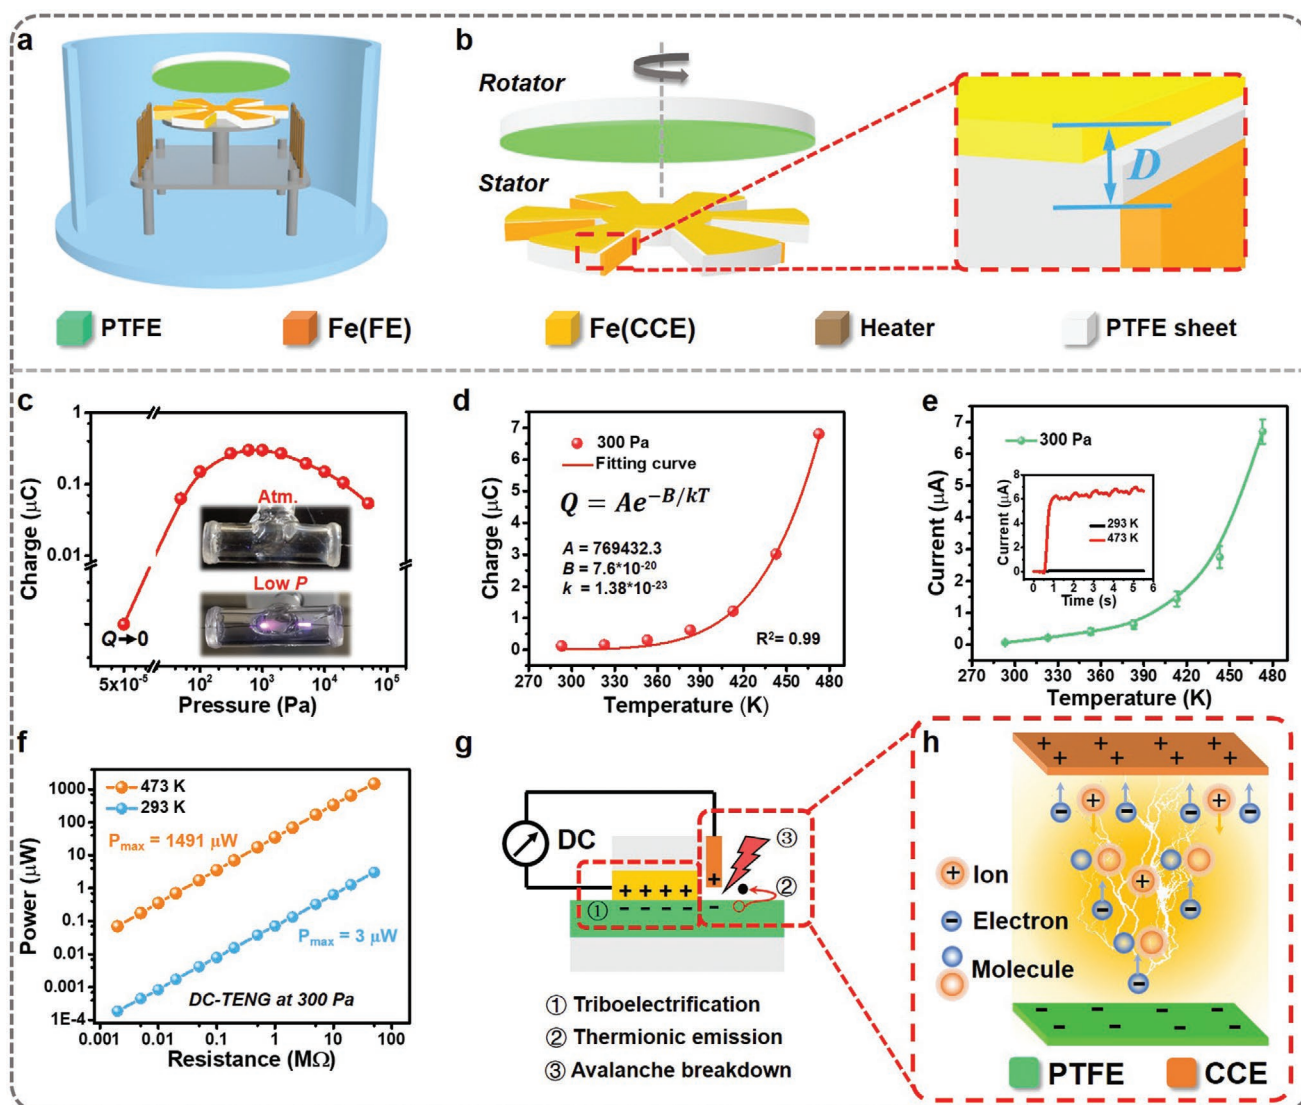 a
b
Rotator
Stator
D
PTFE
Fe(FE)
Fe(CCE)
Heater
PTFE sheet
c
1
0.1
0.01
Charge (μC)
Atm.
Low P
Q→0
5x10⁻⁵
10²
10³
10⁴
10⁵
Pressure (Pa)
d
7
6
5
4
3
2
1
0
Charge (μC)
300 Pa
Fitting curve
Q = Ae^{-B/kT}
A = 769432.3
B = 7.6*10⁻²⁰
k = 1.38*10⁻²³
R²= 0.99
270 300 330 360 390 420 450 480
Temperature (K)
e
7
6
5
4
3
2
1
0
Current (μA)
300 Pa
8
6
4
2
0
Current (μA)
293 K
473 K
0 1 2 3 4 5 6
Time (s)
270 300 330 360 390 420 450 480
Temperature (K)
f
1000
100
10
1
0.1
0.01
0.001
1E-4
Power (μW)
473 K
293 K
Pmax = 1491 μW
Pmax = 3 μW
DC-TENG at 300 Pa
0.001 0.01 0.1 1 10 100
Resistance (MΩ)
g
DC
+ + + +
+
①
- - - -
-
②
③
① Triboelectrification
② Thermionic emission
③ Avalanche breakdown
h
Ion
Electron
Molecule
PTFE
CCE